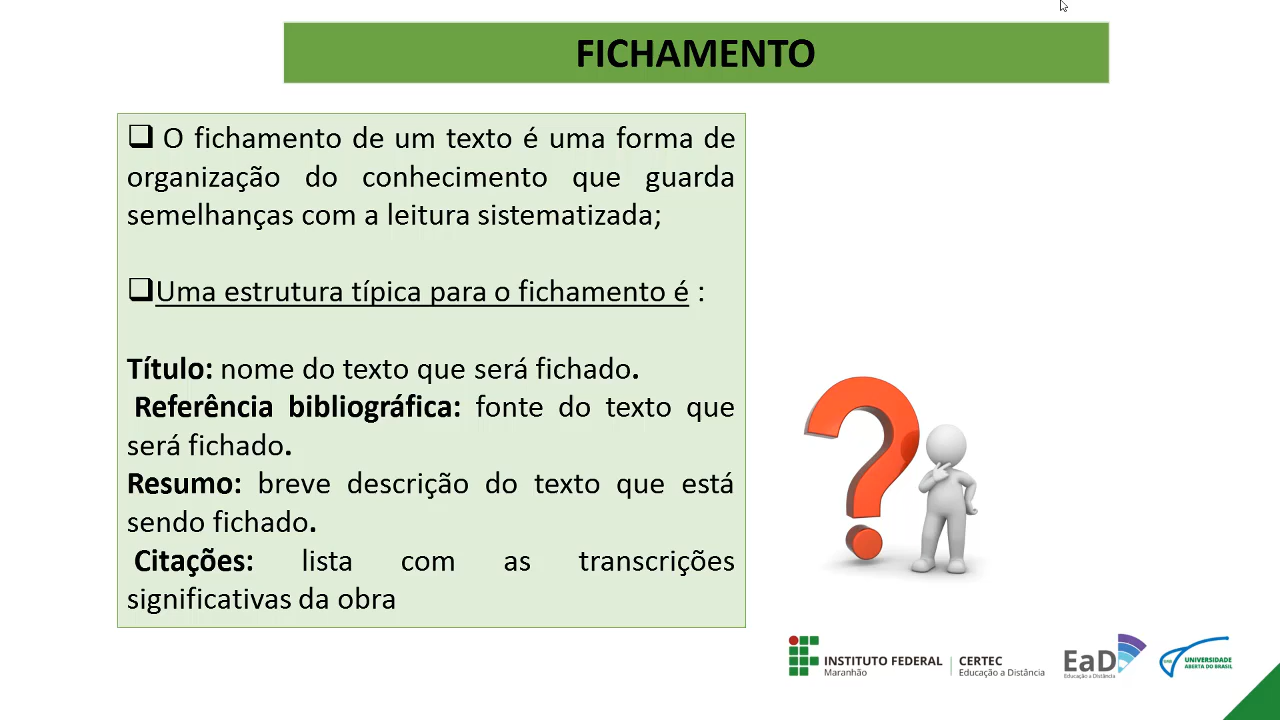 FICHAMENTO
❑ O fichamento de um texto é uma forma de
organização do conhecimento que guarda
semelhanças com a leitura sistematizada;
❑Uma estrutura típica para o fichamento é :
Título: nome do texto que será fichado.
Referência bibliográfica: fonte do texto que
será fichado.
Resumo: breve descrição do texto que está
sendo fichado.
Citações: lista com as transcrições
significativas da obra
INSTITUTO FEDERAL
Maranhão
CERTEC
Educação a Distância
EaD
Educação a Distância
UAB
UNIVERSIDADE
ABERTA DO BRASIL